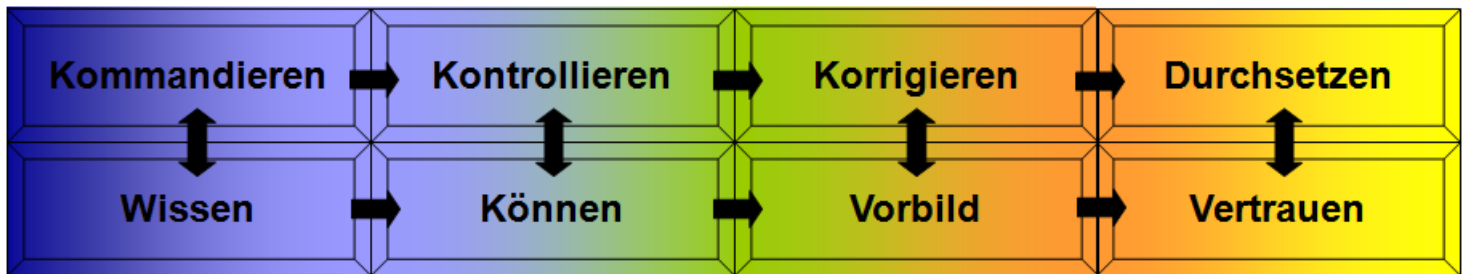 Kommandieren Kontrollieren Korrigieren Durchsetzen
Wissen Können Vorbild Vertrauen